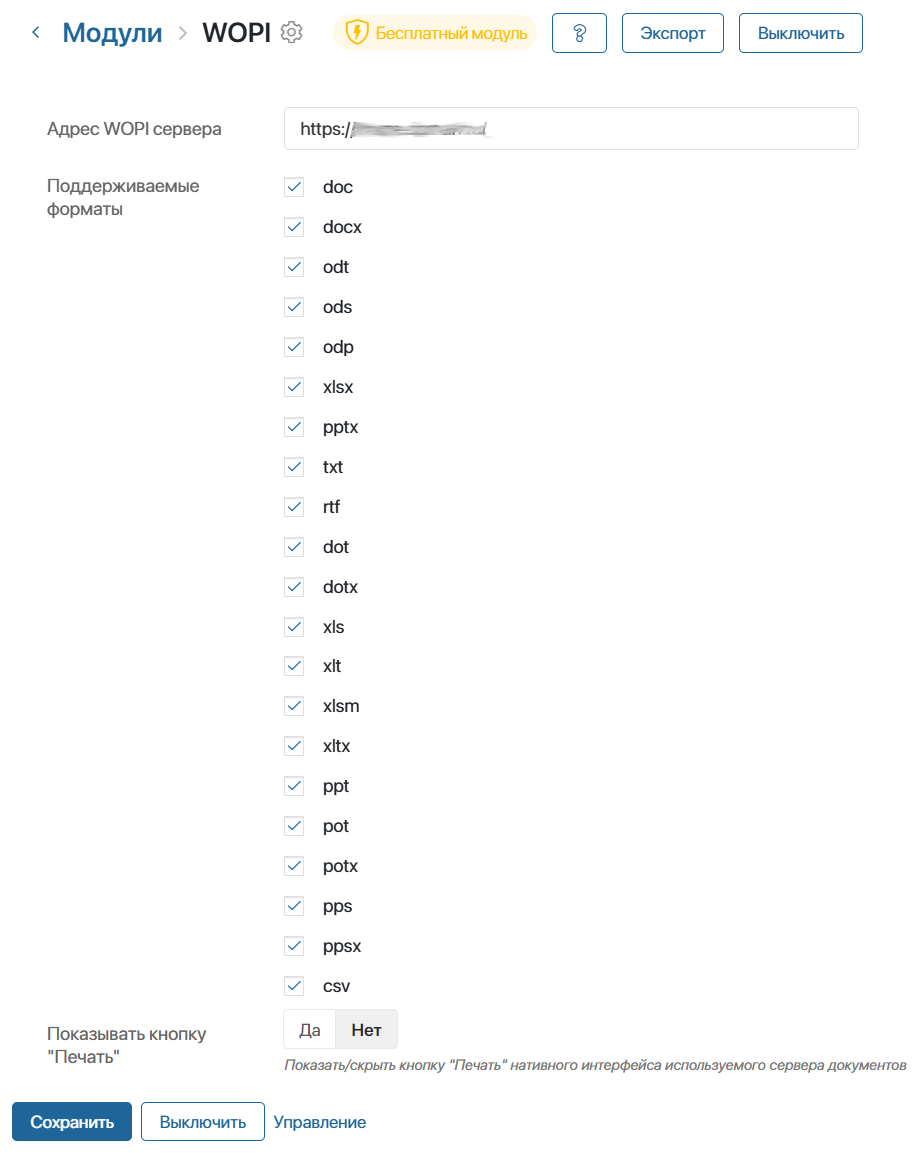 Модули > WOPI Бесплатный модуль ? Экспорт Выключить
Адрес WOPI сервера https://
Поддерживаемые
форматы
doc
docx
odt
ods
odp
xlsx
pptx
txt
rtf
dot
dotx
xls
xlt
xlsm
xltx
ppt
pot
potx
pps
ppsx
csv
Показывать кнопку
"Печать"
Да Нет
Показать/скрыть кнопку "Печать" нативного интерфейса используемого сервера документов
Сохранить Выключить Управление